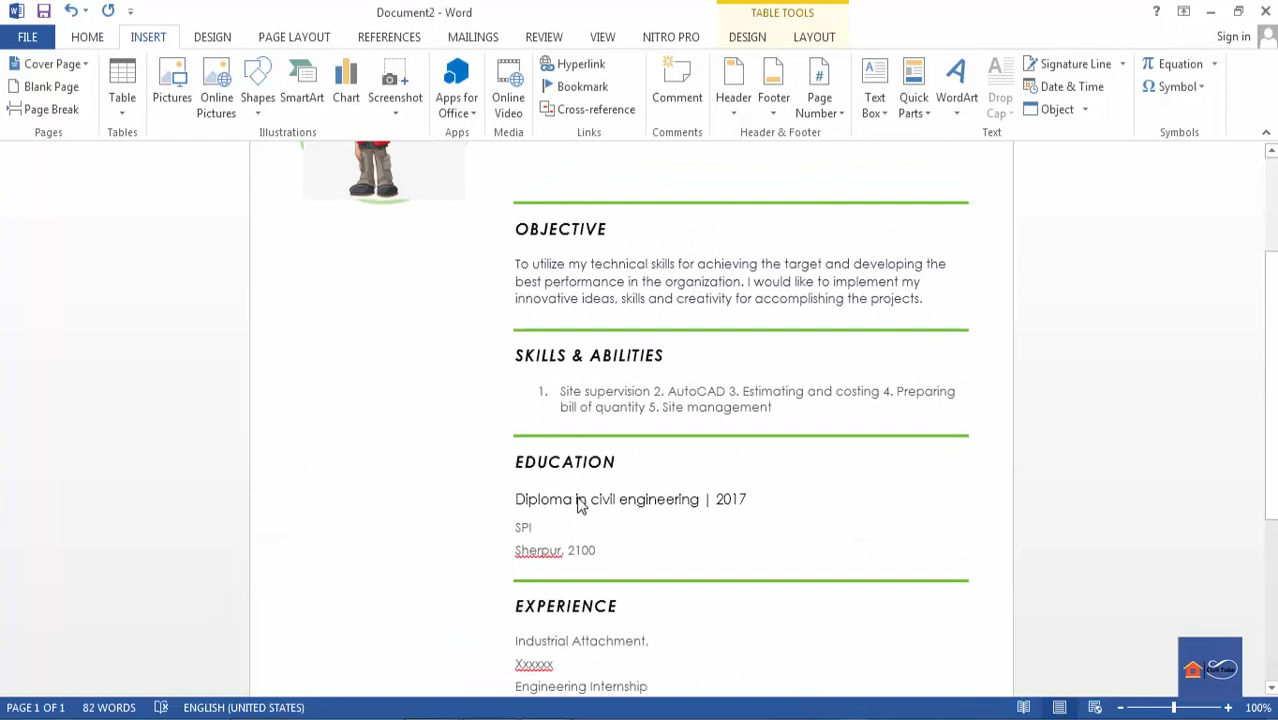 Document2 - Word
TABLE TOOLS
FILE HOME INSERT DESIGN PAGE LAYOUT REFERENCES MAILINGS REVIEW VIEW NITRO PRO DESIGN LAYOUT Sign in
Cover Page
Blank Page
Page Break
Table
Pictures
Online Pictures
Shapes
SmartArt
Chart
Screenshot
Apps for Office
Online Video
Hyperlink
Bookmark
Cross-reference
Comment
Header
Footer
Page Number
Text Box
Quick Parts
WordArt
Drop Cap
Signature Line
Date & Time
Object
Equation
Symbol
Pages Tables Illustrations Apps Media Links Comments Header & Footer Text Symbols
OBJECTIVE
To utilize my technical skills for achieving the target and developing the
best performance in the organization. I would like to implement my
innovative ideas, skills and creativity for accomplishing the projects.
SKILLS & ABILITIES
1. Site supervision 2. AutoCAD 3. Estimating and costing 4. Preparing
bill of quantity 5. Site management
EDUCATION
Diploma in civil engineering | 2017
SPI
Sherpur, 2100
EXPERIENCE
Industrial Attachment,
Xxxxxx
Engineering Internship
Civil Tube
PAGE 1 OF 1 82 WORDS ENGLISH (UNITED STATES) 100%